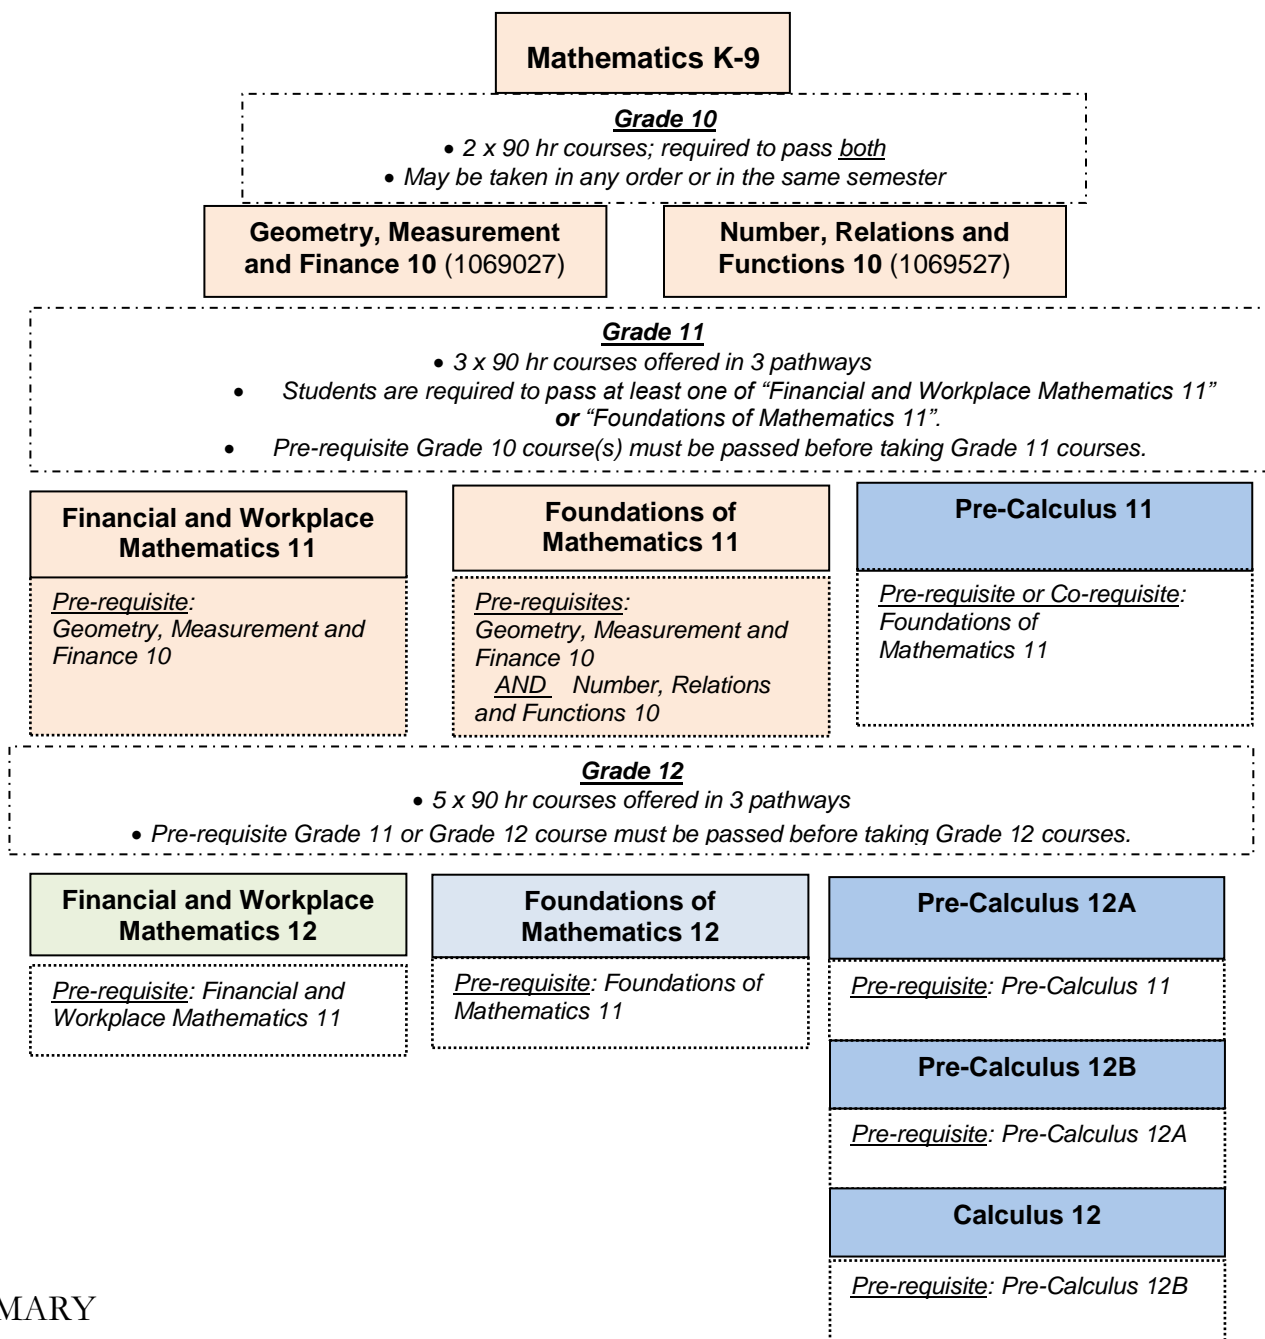 Mathematics K-9
Grade 10
• 2 x 90 hr courses; required to pass both
• May be taken in any order or in the same semester
Geometry, Measurement
and Finance 10 (1069027)
Number, Relations and
Functions 10 (1069527)
Grade 11
• 3 x 90 hr courses offered in 3 pathways
• Students are required to pass at least one of “Financial and Workplace Mathematics 11”
or “Foundations of Mathematics 11”.
• Pre-requisite Grade 10 course(s) must be passed before taking Grade 11 courses.
Financial and Workplace
Mathematics 11
Pre-requisite:
Geometry, Measurement and
Finance 10
Foundations of
Mathematics 11
Pre-requisites:
Geometry, Measurement and
Finance 10
AND Number, Relations
and Functions 10
Pre-Calculus 11
Pre-requisite or Co-requisite:
Foundations of
Mathematics 11
Grade 12
• 5 x 90 hr courses offered in 3 pathways
• Pre-requisite Grade 11 or Grade 12 course must be passed before taking Grade 12 courses.
Financial and Workplace
Mathematics 12
Pre-requisite: Financial and
Workplace Mathematics 11
Foundations of
Mathematics 12
Pre-requisite: Foundations of
Mathematics 11
Pre-Calculus 12A
Pre-requisite: Pre-Calculus 11
Pre-Calculus 12B
Pre-requisite: Pre-Calculus 12A
Calculus 12
Pre-requisite: Pre-Calculus 12B
MARY